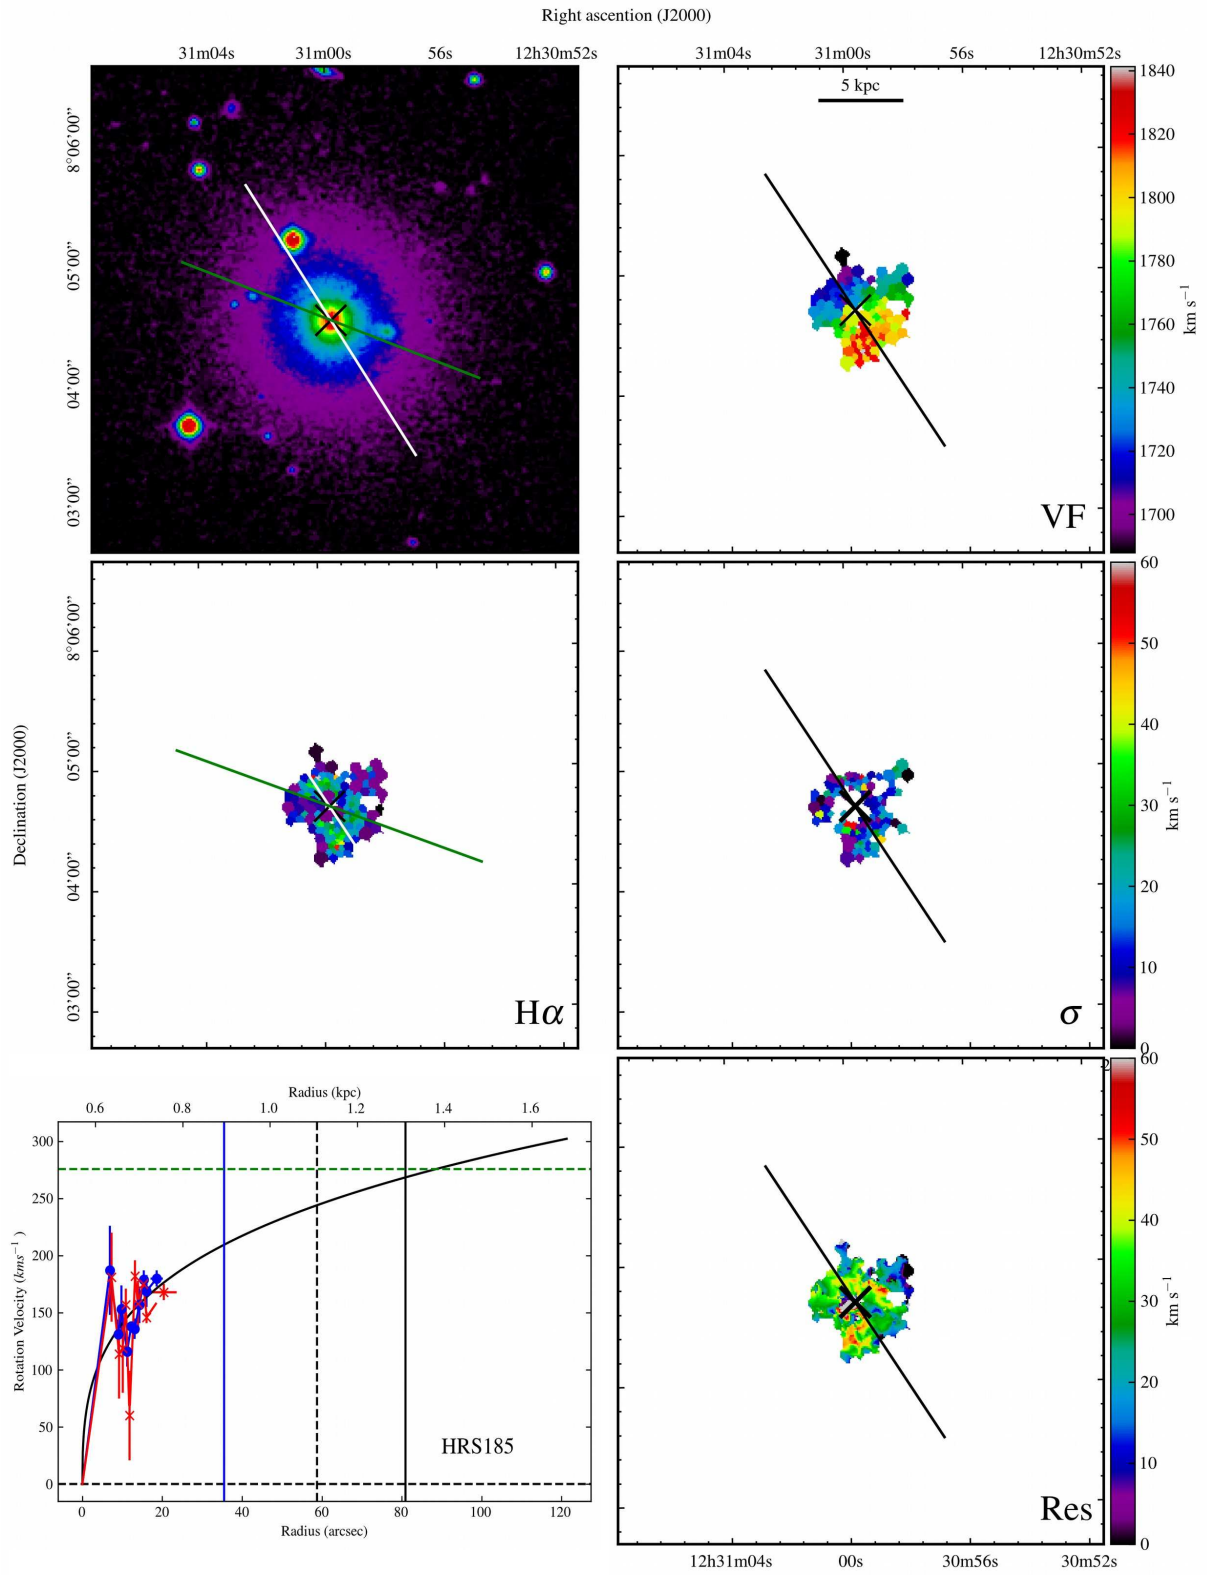 Right ascention (J2000)
31m04s 31m00s 56s 12h30m52s
31m04s 31m00s 56s 12h30m52s
8°06'00”
05'00”
04'00”
03'00”
5 kpc
VF
1840
1820
1800
1780
1760
1740
1720
1700
km s−1
Declination (J2000)
8°06'00”
05'00”
04'00”
03'00”
Hα
σ
60
50
40
30
20
10
0
km s−1
Radius (kpc)
0.6 0.8 1.0 1.2 1.4 1.6
Rotation Velocity (kms−1 )
300
250
200
150
100
50
0
HRS185
0 20 40 60 80 100 120
Radius (arcsec)
2
60
50
40
30
20
10
0
km s−1
Res
12h31m04s 00s 30m56s 30m52s